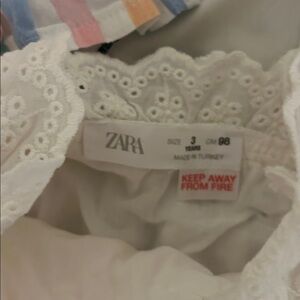 ZARA
SIZE 3 YEARS CM 98
MADE IN TURKEY
KEEP AWAY
FROM FIRE